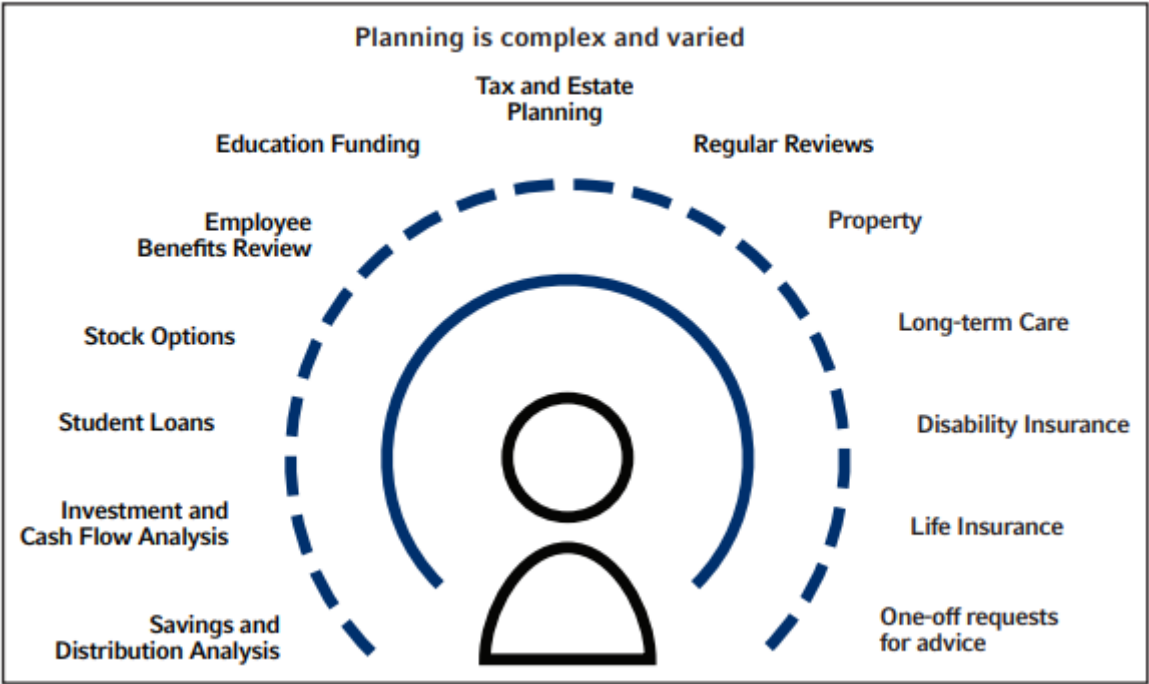 Planning is complex and varied
Tax and Estate
Planning
Education Funding
Regular Reviews
Employee
Benefits Review
Property
Stock Options
Long-term Care
Student Loans
Disability Insurance
Investment and
Cash Flow Analysis
Life Insurance
Savings and
Distribution Analysis
One-off requests
for advice